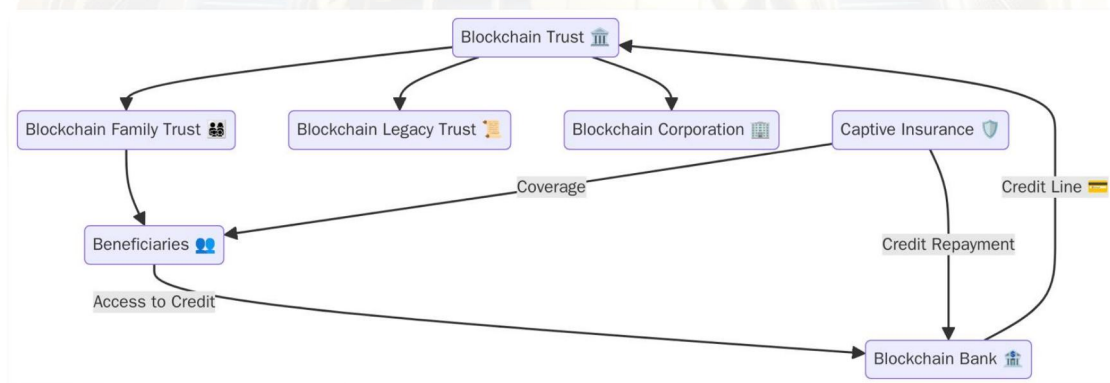 Blockchain Trust 🏛️
Blockchain Family Trust 👨‍👩‍👧‍👦
Blockchain Legacy Trust 📜
Blockchain Corporation 🏢
Captive Insurance 🛡️
Coverage
Credit Line 💳
Beneficiaries 👥
Credit Repayment
Access to Credit
Blockchain Bank 🏦